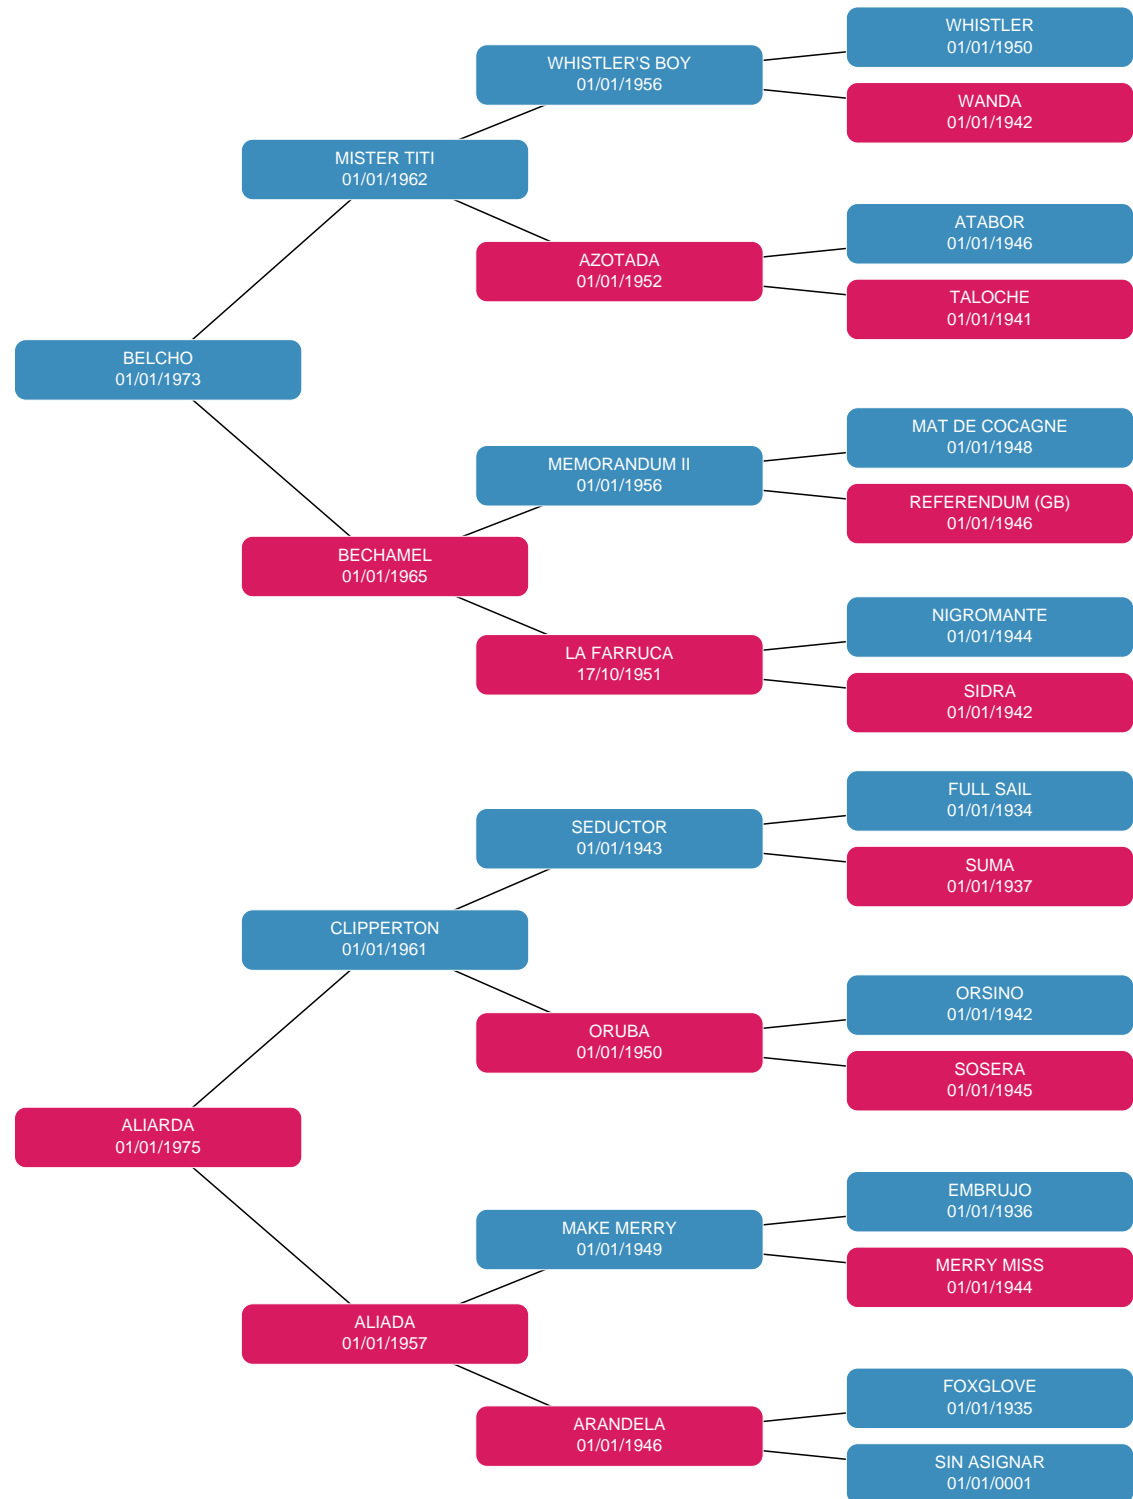 WHISTLER
01/01/1950
WHISTLER'S BOY
01/01/1956
WANDA
01/01/1942
MISTER TITI
01/01/1962
ATABOR
01/01/1946
AZOTADA
01/01/1952
TALOCHE
01/01/1941
BELCHO
01/01/1973
MAT DE COCAGNE
01/01/1948
MEMORANDUM II
01/01/1956
REFERENDUM (GB)
01/01/1946
BECHAMEL
01/01/1965
NIGROMANTE
01/01/1944
LA FARRUCA
17/10/1951
SIDRA
01/01/1942
FULL SAIL
01/01/1934
SEDUCTOR
01/01/1943
SUMA
01/01/1937
CLIPPERTON
01/01/1961
ORSINO
01/01/1942
ORUBA
01/01/1950
SOSERA
01/01/1945
ALIARDA
01/01/1975
EMBRUJO
01/01/1936
MAKE MERRY
01/01/1949
MERRY MISS
01/01/1944
ALIADA
01/01/1957
FOXGLOVE
01/01/1935
ARANDELA
01/01/1946
SIN ASIGNAR
01/01/0001